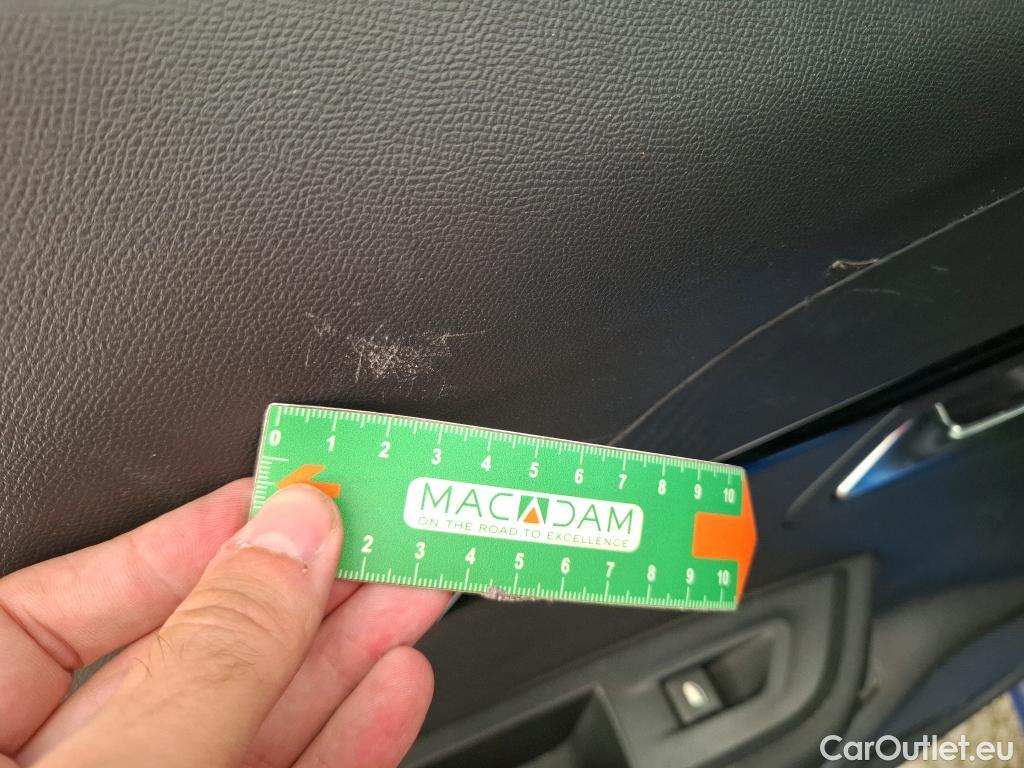 0 1 2 3 4 5 6 7 8 9 10
MACADAM
ON THE ROAD TO EXCELLENCE
2 3 4 5 6 7 8 9 10
CarOutlet.eu